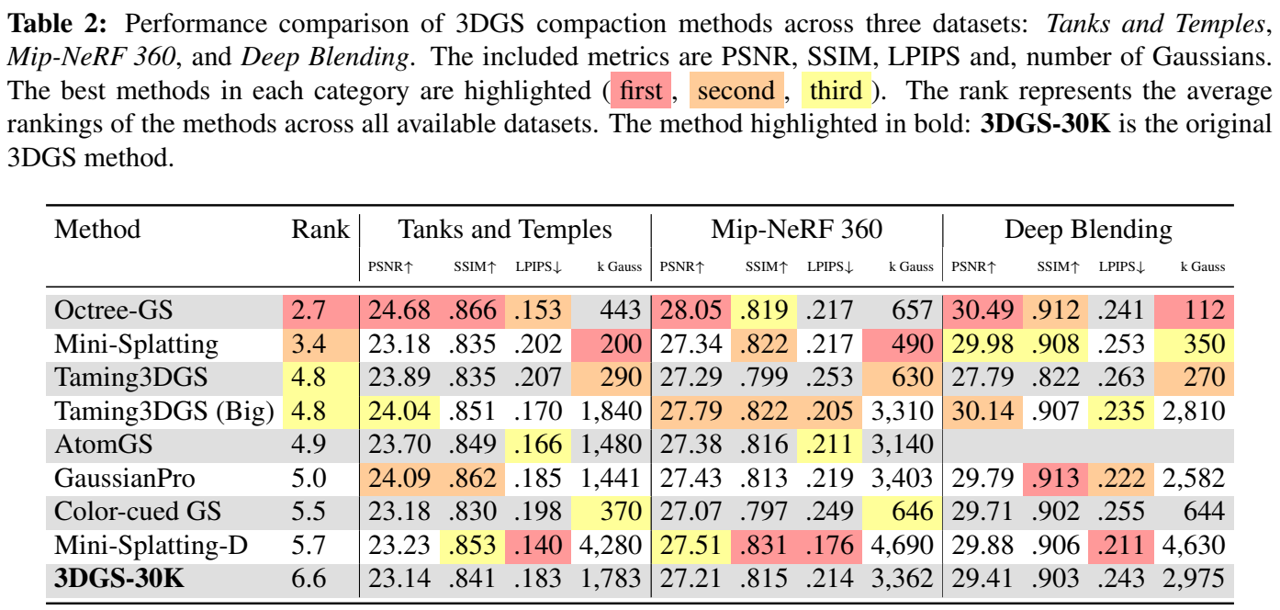 Table 2: Performance comparison of 3DGS compaction methods across three datasets: Tanks and Temples,
Mip-NeRF 360, and Deep Blending. The included metrics are PSNR, SSIM, LPIPS and, number of Gaussians.
The best methods in each category are highlighted ( first , second , third ). The rank represents the average
rankings of the methods across all available datasets. The method highlighted in bold: 3DGS-30K is the original
3DGS method.
Method Rank Tanks and Temples Mip-NeRF 360 Deep Blending
PSNR↑ SSIM↑ LPIPS↓ k Gauss PSNR↑ SSIM↑ LPIPS↓ k Gauss PSNR↑ SSIM↑ LPIPS↓ k Gauss
Octree-GS 2.7 24.68 .866 .153 443 28.05 .819 .217 657 30.49 .912 .241 112
Mini-Splatting 3.4 23.18 .835 .202 200 27.34 .822 .217 490 29.98 .908 .253 350
Taming3DGS 4.8 23.89 .835 .207 290 27.29 .799 .253 630 27.79 .822 .263 270
Taming3DGS (Big) 4.8 24.04 .851 .170 1,840 27.79 .822 .205 3,310 30.14 .907 .235 2,810
AtomGS 4.9 23.70 .849 .166 1,480 27.38 .816 .211 3,140
GaussianPro 5.0 24.09 .862 .185 1,441 27.43 .813 .219 3,403 29.79 .913 .222 2,582
Color-cued GS 5.5 23.18 .830 .198 370 27.07 .797 .249 646 29.71 .902 .255 644
Mini-Splatting-D 5.7 23.23 .853 .140 4,280 27.51 .831 .176 4,690 29.88 .906 .211 4,630
3DGS-30K 6.6 23.14 .841 .183 1,783 27.21 .815 .214 3,362 29.41 .903 .243 2,975